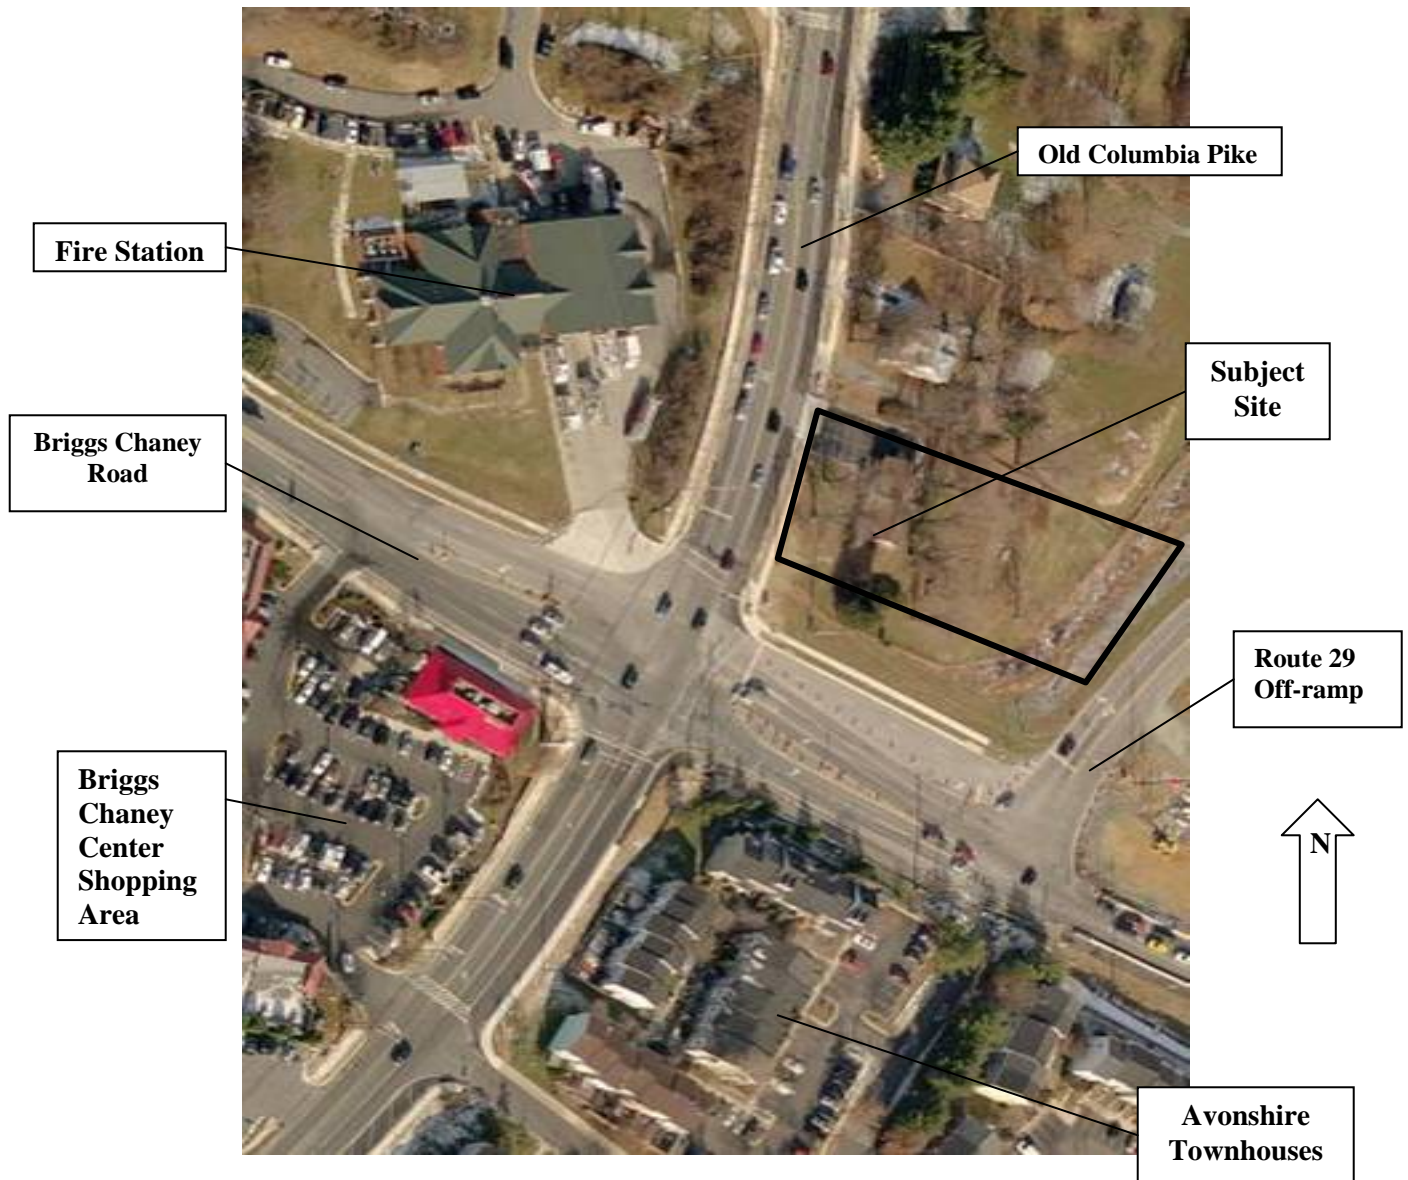 Old Columbia Pike
Fire Station
Subject
Site
Briggs Chaney
Road
Route 29
Off-ramp
Briggs
Chaney
Center
Shopping
Area
N
Avonshire
Townhouses